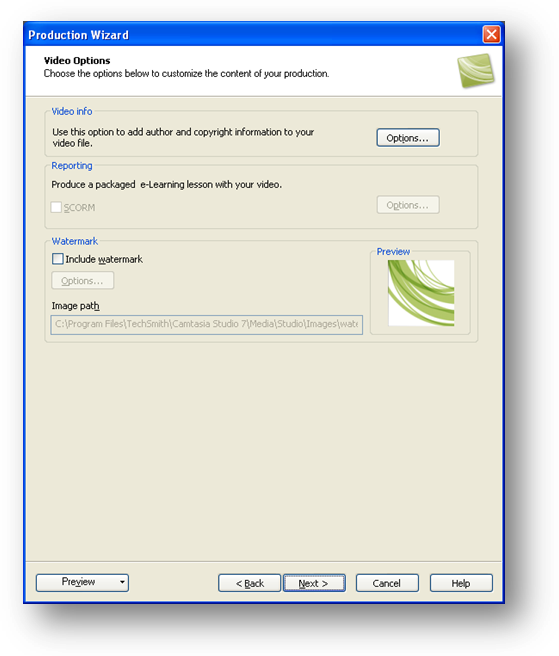 Production Wizard
Video Options
Choose the options below to customize the content of your production.
Video info
Use this option to add author and copyright information to your
video file.
Options...
Reporting
Produce a packaged e-Learning lesson with your video.
SCORM
Options...
Watermark
Include watermark
Preview
Options...
Image path
C:\Program Files\TechSmith\Camtasia Studio 7\Media\Studio\Images\wate
Preview
< Back
Next >
Cancel
Help